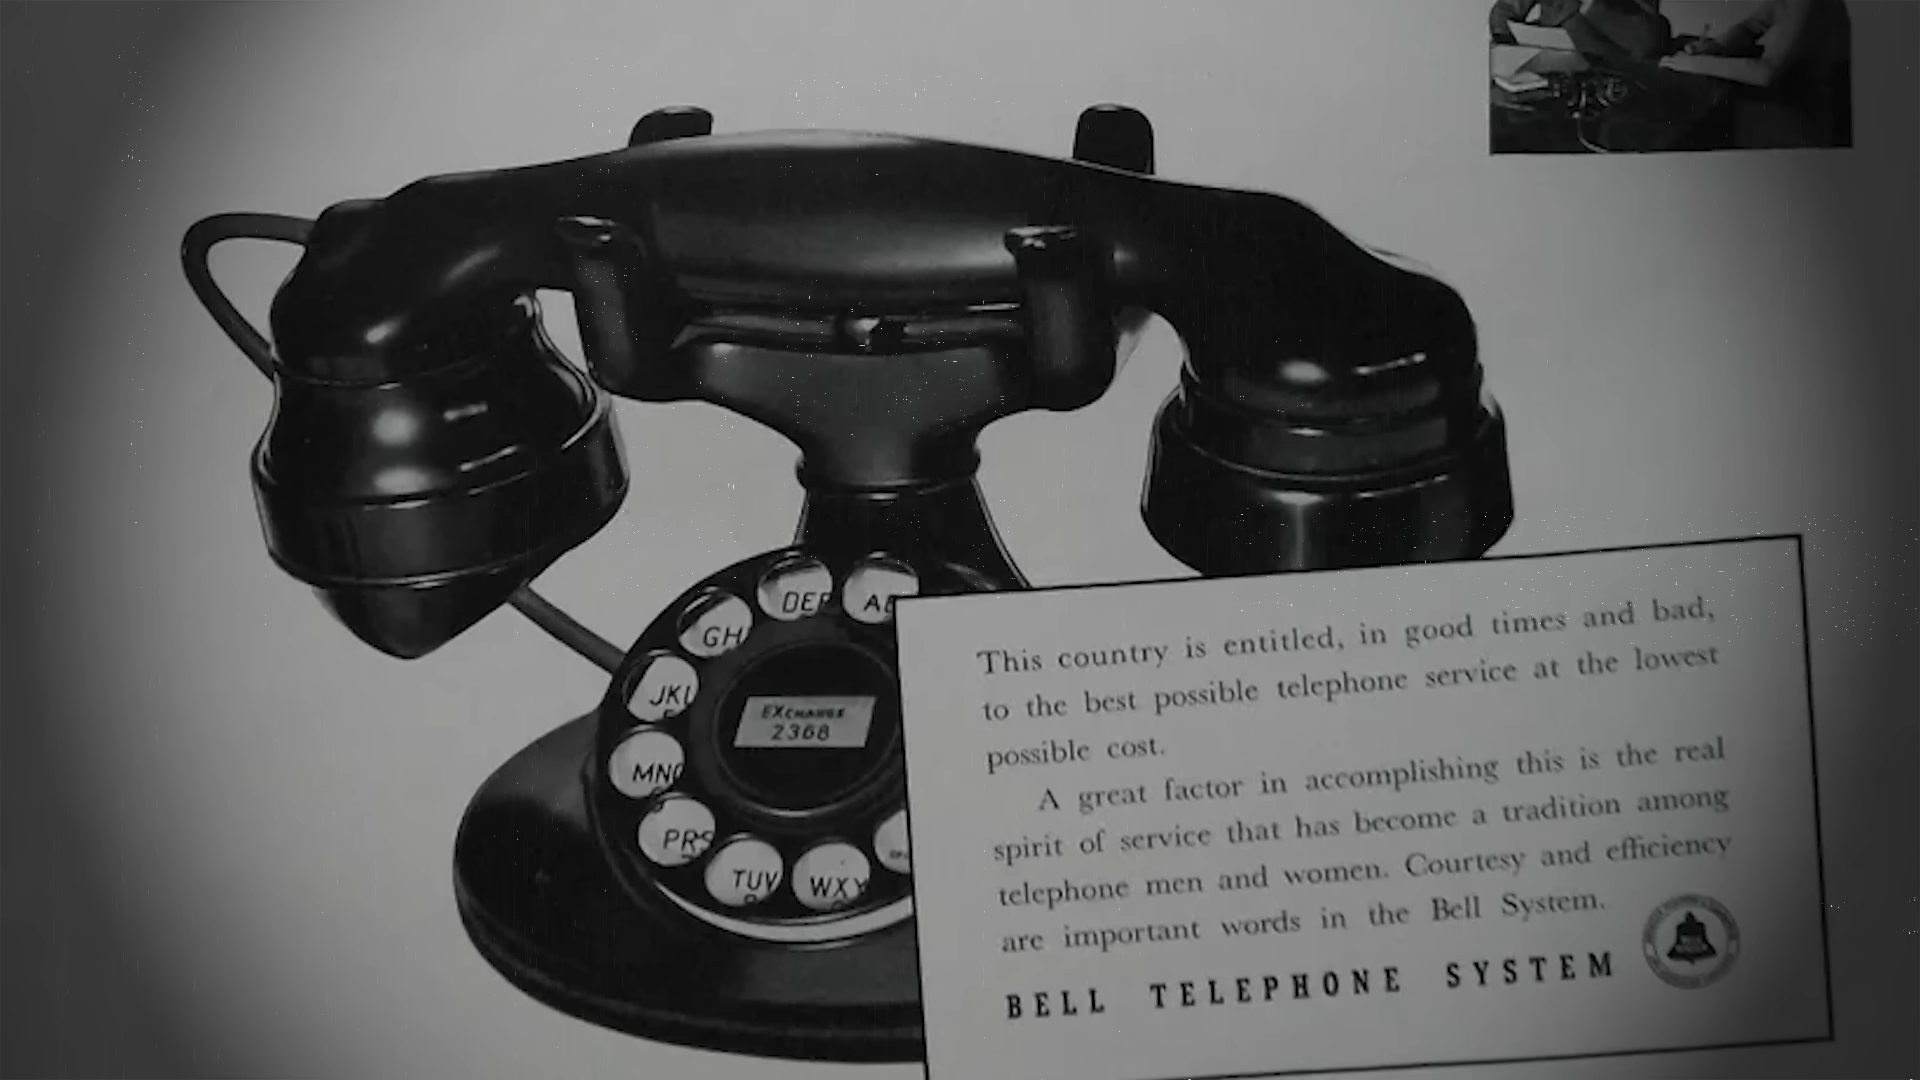 DEF
GH
JKL
MNO
PRS
TUV
WXY
EXCHANGE
2368
This country is entitled, in good times and bad,
to the best possible telephone service at the lowest
possible cost.
A great factor in accomplishing this is the real
spirit of service that has become a tradition among
telephone men and women. Courtesy and efficiency
are important words in the Bell System.
BELL TELEPHONE SYSTEM